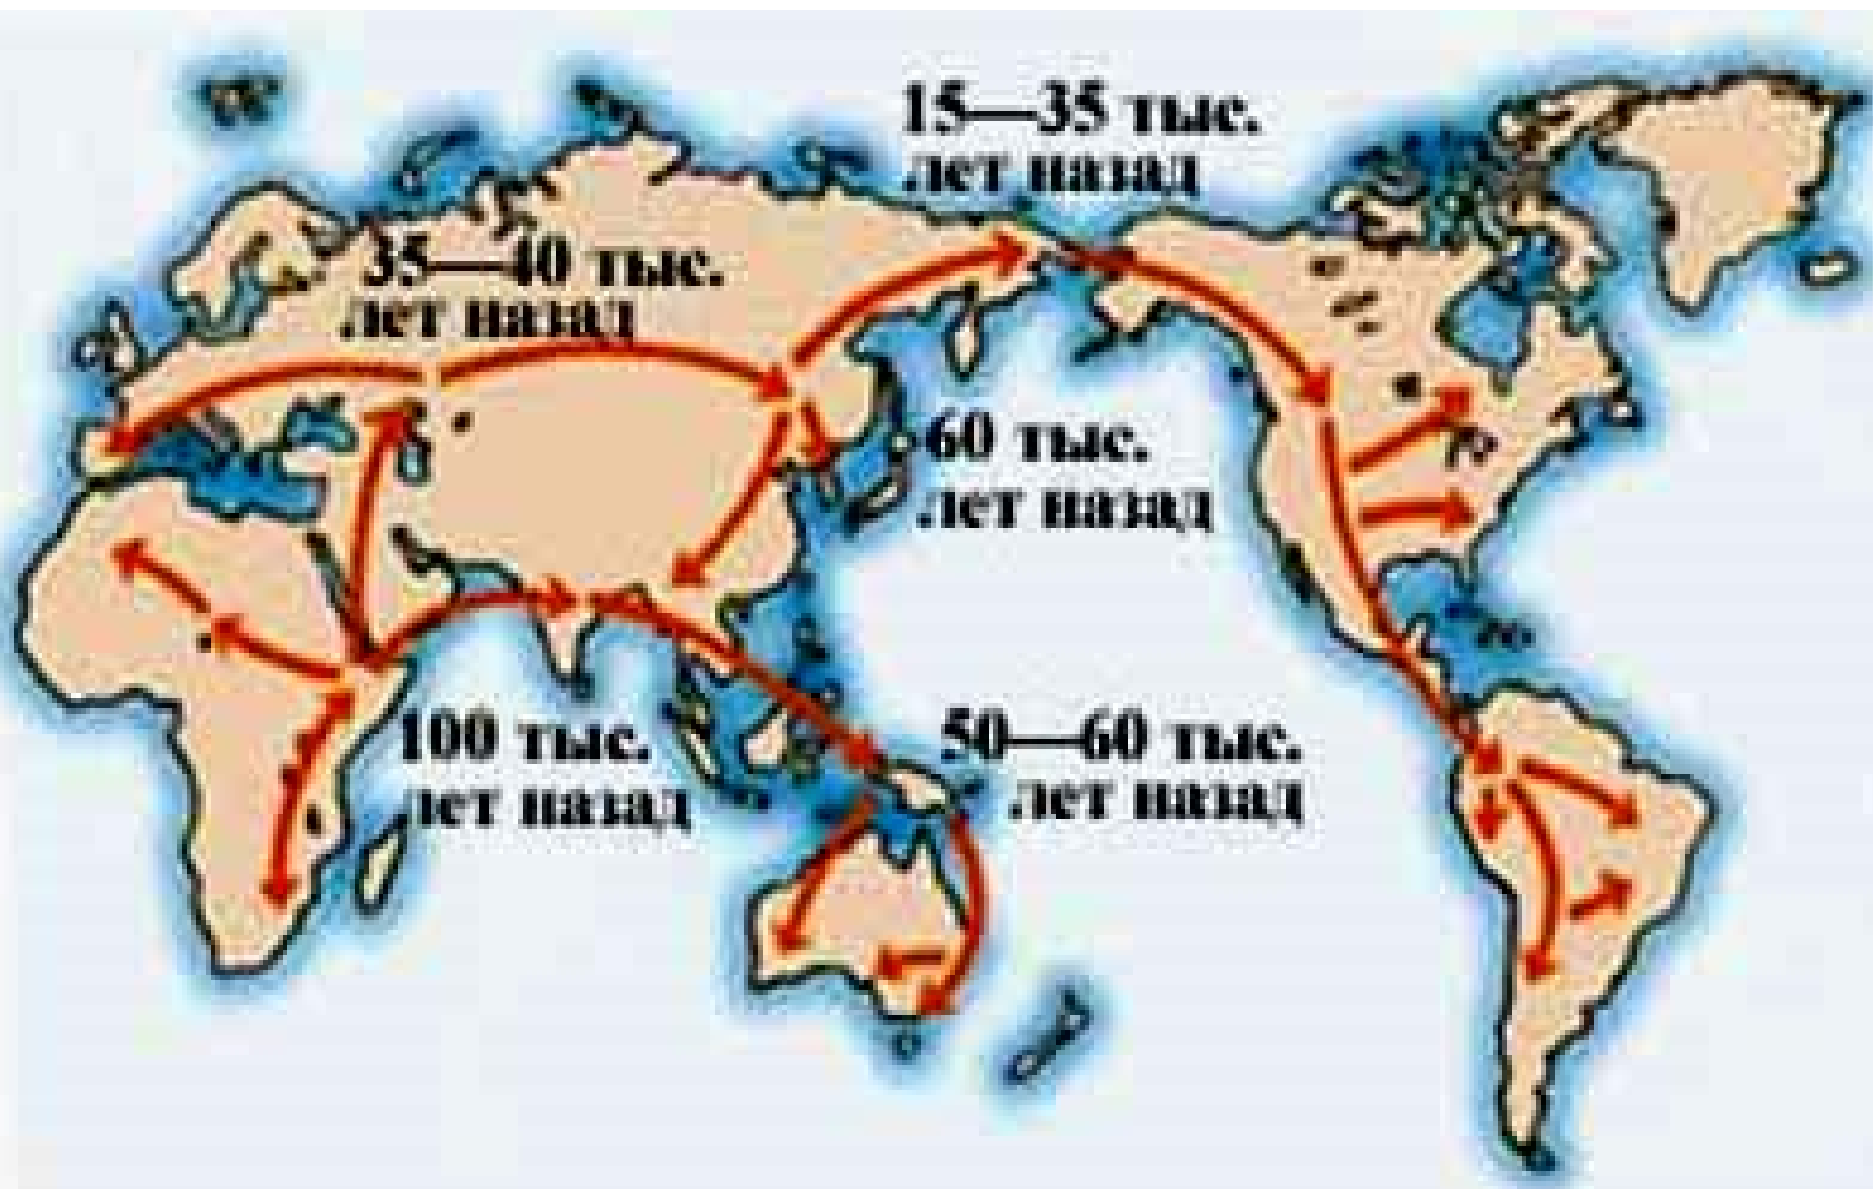 15—35 тыс.
лет назад
35—40 тыс.
лет назад
60 тыс.
лет назад
100 тыс.
лет назад
50—60 тыс.
лет назад